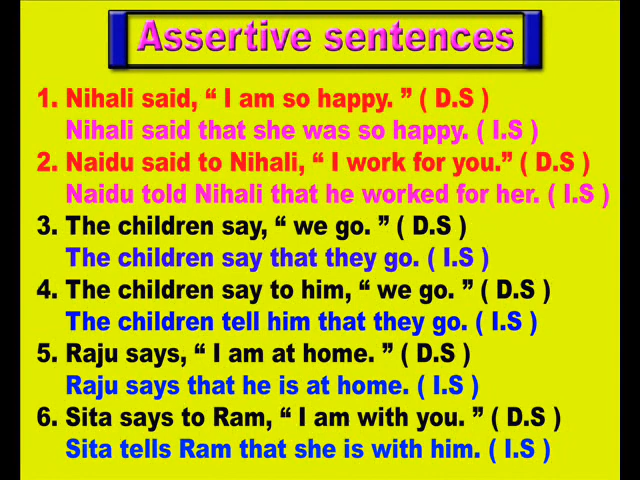 Assertive sentences
1. Nihali said, “ I am so happy. ” ( D.S )
Nihali said that she was so happy. ( I.S )
2. Naidu said to Nihali, “ I work for you.” ( D.S )
Naidu told Nihali that he worked for her. ( I.S )
3. The children say, “ we go. ” ( D.S )
The children say that they go. ( I.S )
4. The children say to him, “ we go. ” ( D.S )
The children tell him that they go. ( I.S )
5. Raju says, “ I am at home. ” ( D.S )
Raju says that he is at home. ( I.S )
6. Sita says to Ram, “ I am with you. ” ( D.S )
Sita tells Ram that she is with him. ( I.S )